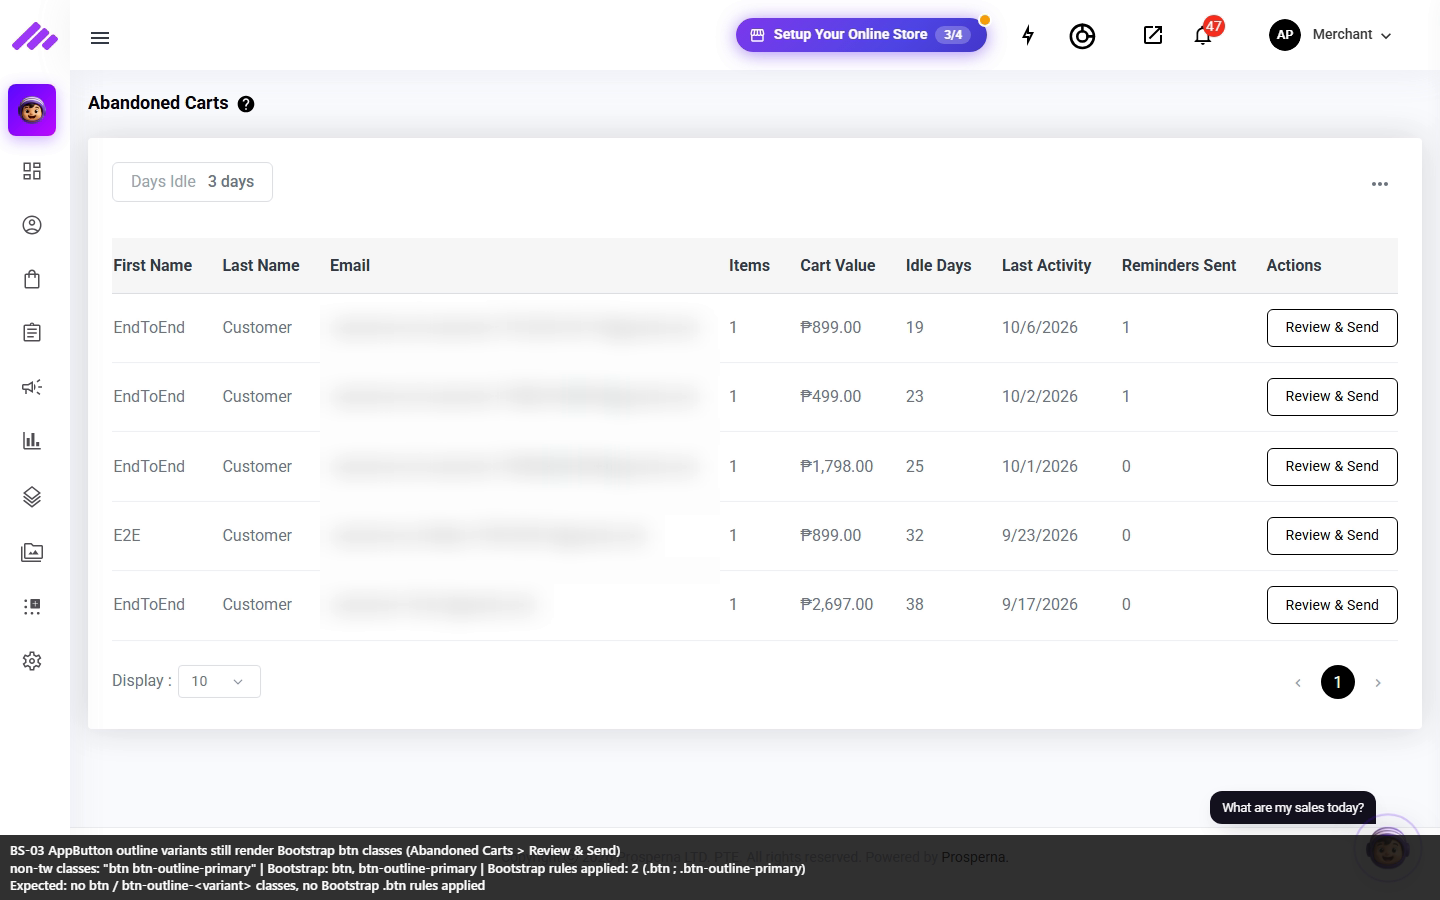 Setup Your Online Store 3/4
47
AP Merchant
Abandoned Carts ?
Days Idle 3 days
First Name Last Name Email Items Cart Value Idle Days Last Activity Reminders Sent Actions
EndToEnd Customer 1 ₱899.00 19 10/6/2026 1 Review & Send
EndToEnd Customer 1 ₱499.00 23 10/2/2026 1 Review & Send
EndToEnd Customer 1 ₱1,798.00 25 10/1/2026 0 Review & Send
E2E Customer 1 ₱899.00 32 9/23/2026 0 Review & Send
EndToEnd Customer 1 ₱2,697.00 38 9/17/2026 0 Review & Send
Display : 10 ‹ 1 ›
What are my sales today?
All rights reserved. Powered by Prosperna.
BS-03 AppButton outline variants still render Bootstrap btn classes (Abandoned Carts > Review & Send)
non-tw classes: "btn btn-outline-primary" | Bootstrap: btn, btn-outline-primary | Bootstrap rules applied: 2 (.btn ; .btn-outline-primary)
Expected: no btn / btn-outline-<variant> classes, no Bootstrap .btn rules applied